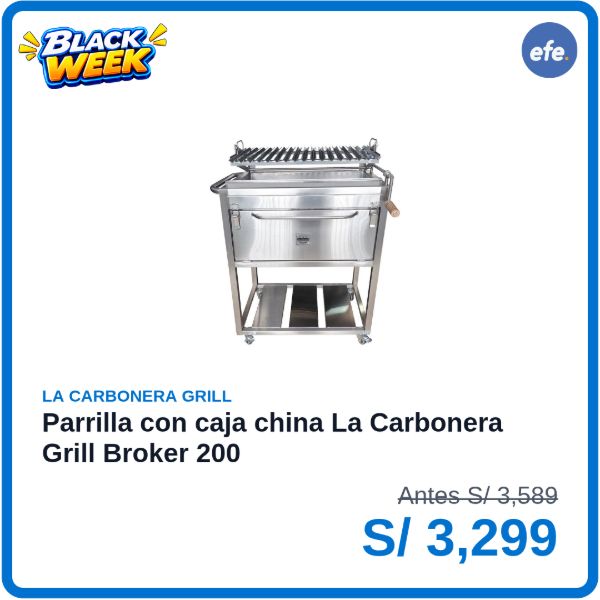 BLACK
WEEK
efe.
LA CARBONERA GRILL
Parrilla con caja china La Carbonera
Grill Broker 200
Antes S/ 3,589
S/ 3,299